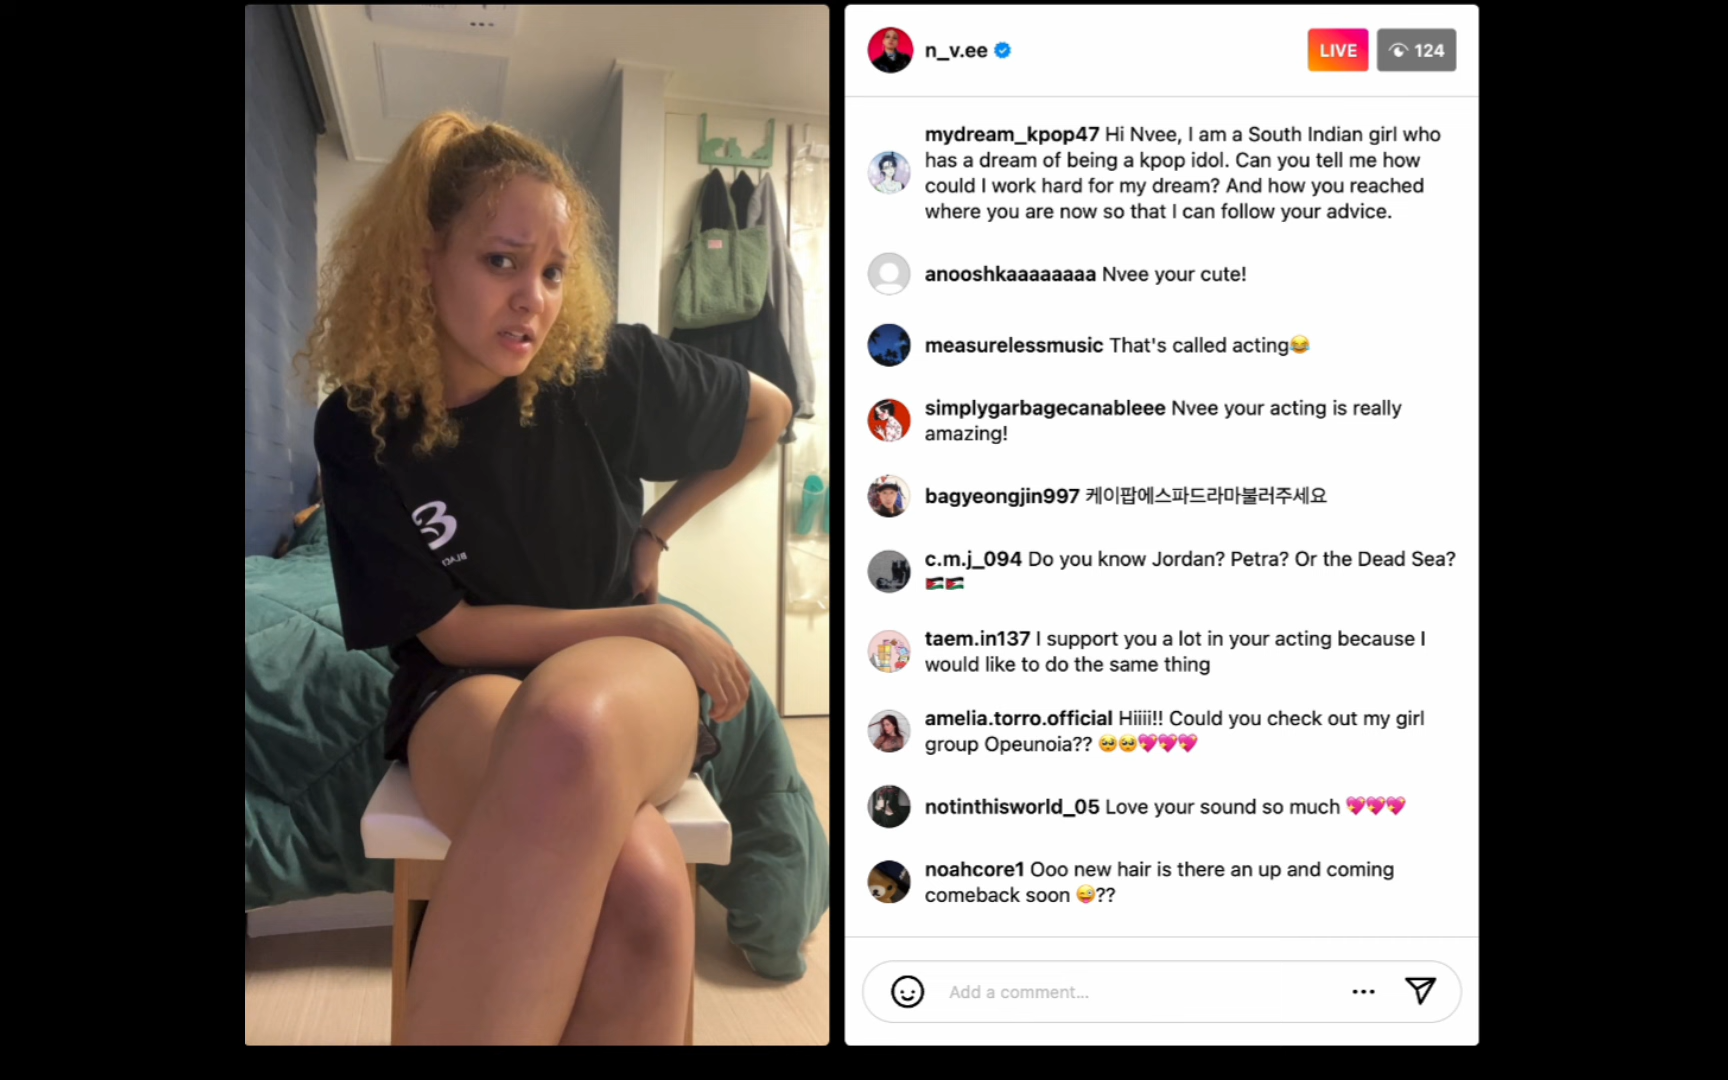 n_v.ee
LIVE
124
mydream_kpop47 Hi Nvee, I am a South Indian girl who
has a dream of being a kpop idol. Can you tell me how
could I work hard for my dream? And how you reached
where you are now so that I can follow your advice.
anooshkaaaaaaaa Nvee your cute!
measurelessmusic That's called acting😂
simplygarbagecanableee Nvee your acting is really
amazing!
bagyeongjin997 케이팝에스파드라마불러주세요
c.m.j_094 Do you know Jordan? Petra? Or the Dead Sea?
🇯🇴🇯🇴
taem.in137 I support you a lot in your acting because I
would like to do the same thing
amelia.torro.official Hiiii!! Could you check out my girl
group Opeunoia?? 🥺🥺💖💖💖
notinthisworld_05 Love your sound so much 💖💖💖
noahcore1 Ooo new hair is there an up and coming
comeback soon 😜??
Add a comment...